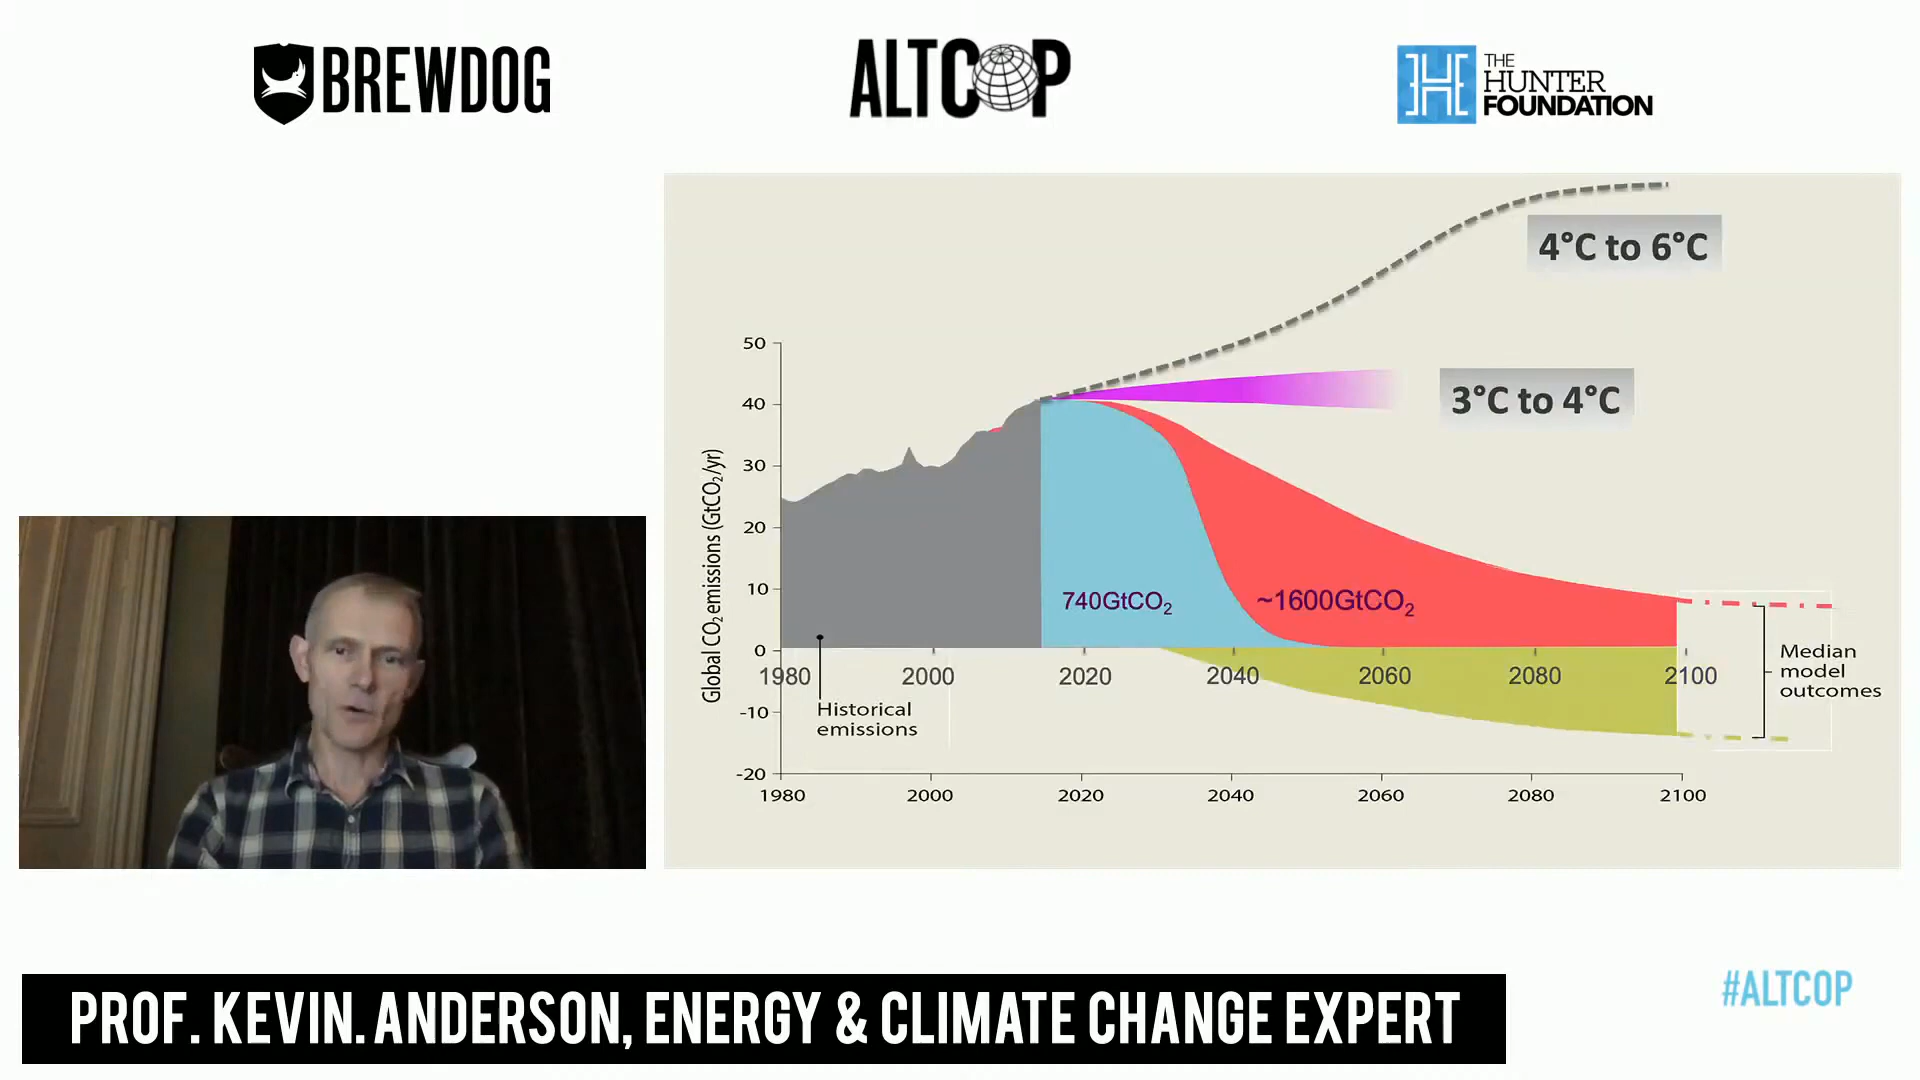 BREWDOG
ALTCOP
THE
HUNTER
FOUNDATION
4°C to 6°C
3°C to 4°C
Global CO₂ emissions (GtCO₂/yr)
50
40
30
20
10
0
-10
-20
740GtCO₂
~1600GtCO₂
1980
2000
2020
2040
2060
2080
2100
Historical
emissions
Median
model
outcomes
1980
2000
2020
2040
2060
2080
2100
#ALTCOP
PROF. KEVIN. ANDERSON, ENERGY & CLIMATE CHANGE EXPERT